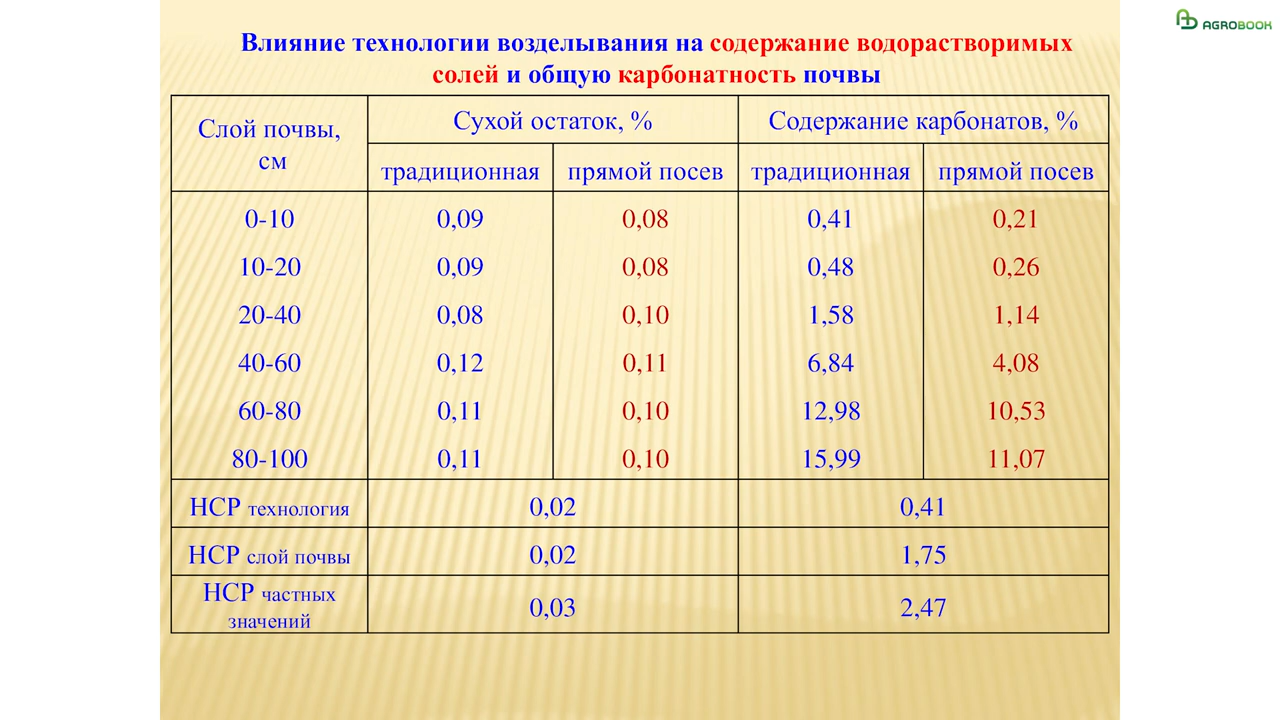 AGROBOOK
Влияние технологии возделывания на содержание водорастворимых
солей и общую карбонатность почвы
Слой почвы, см Сухой остаток, % Содержание карбонатов, %
традиционная прямой посев традиционная прямой посев
0-10 0,09 0,08 0,41 0,21
10-20 0,09 0,08 0,48 0,26
20-40 0,08 0,10 1,58 1,14
40-60 0,12 0,11 6,84 4,08
60-80 0,11 0,10 12,98 10,53
80-100 0,11 0,10 15,99 11,07
НСР технология 0,02 0,41
НСР слой почвы 0,02 1,75
НСР частных значений 0,03 2,47